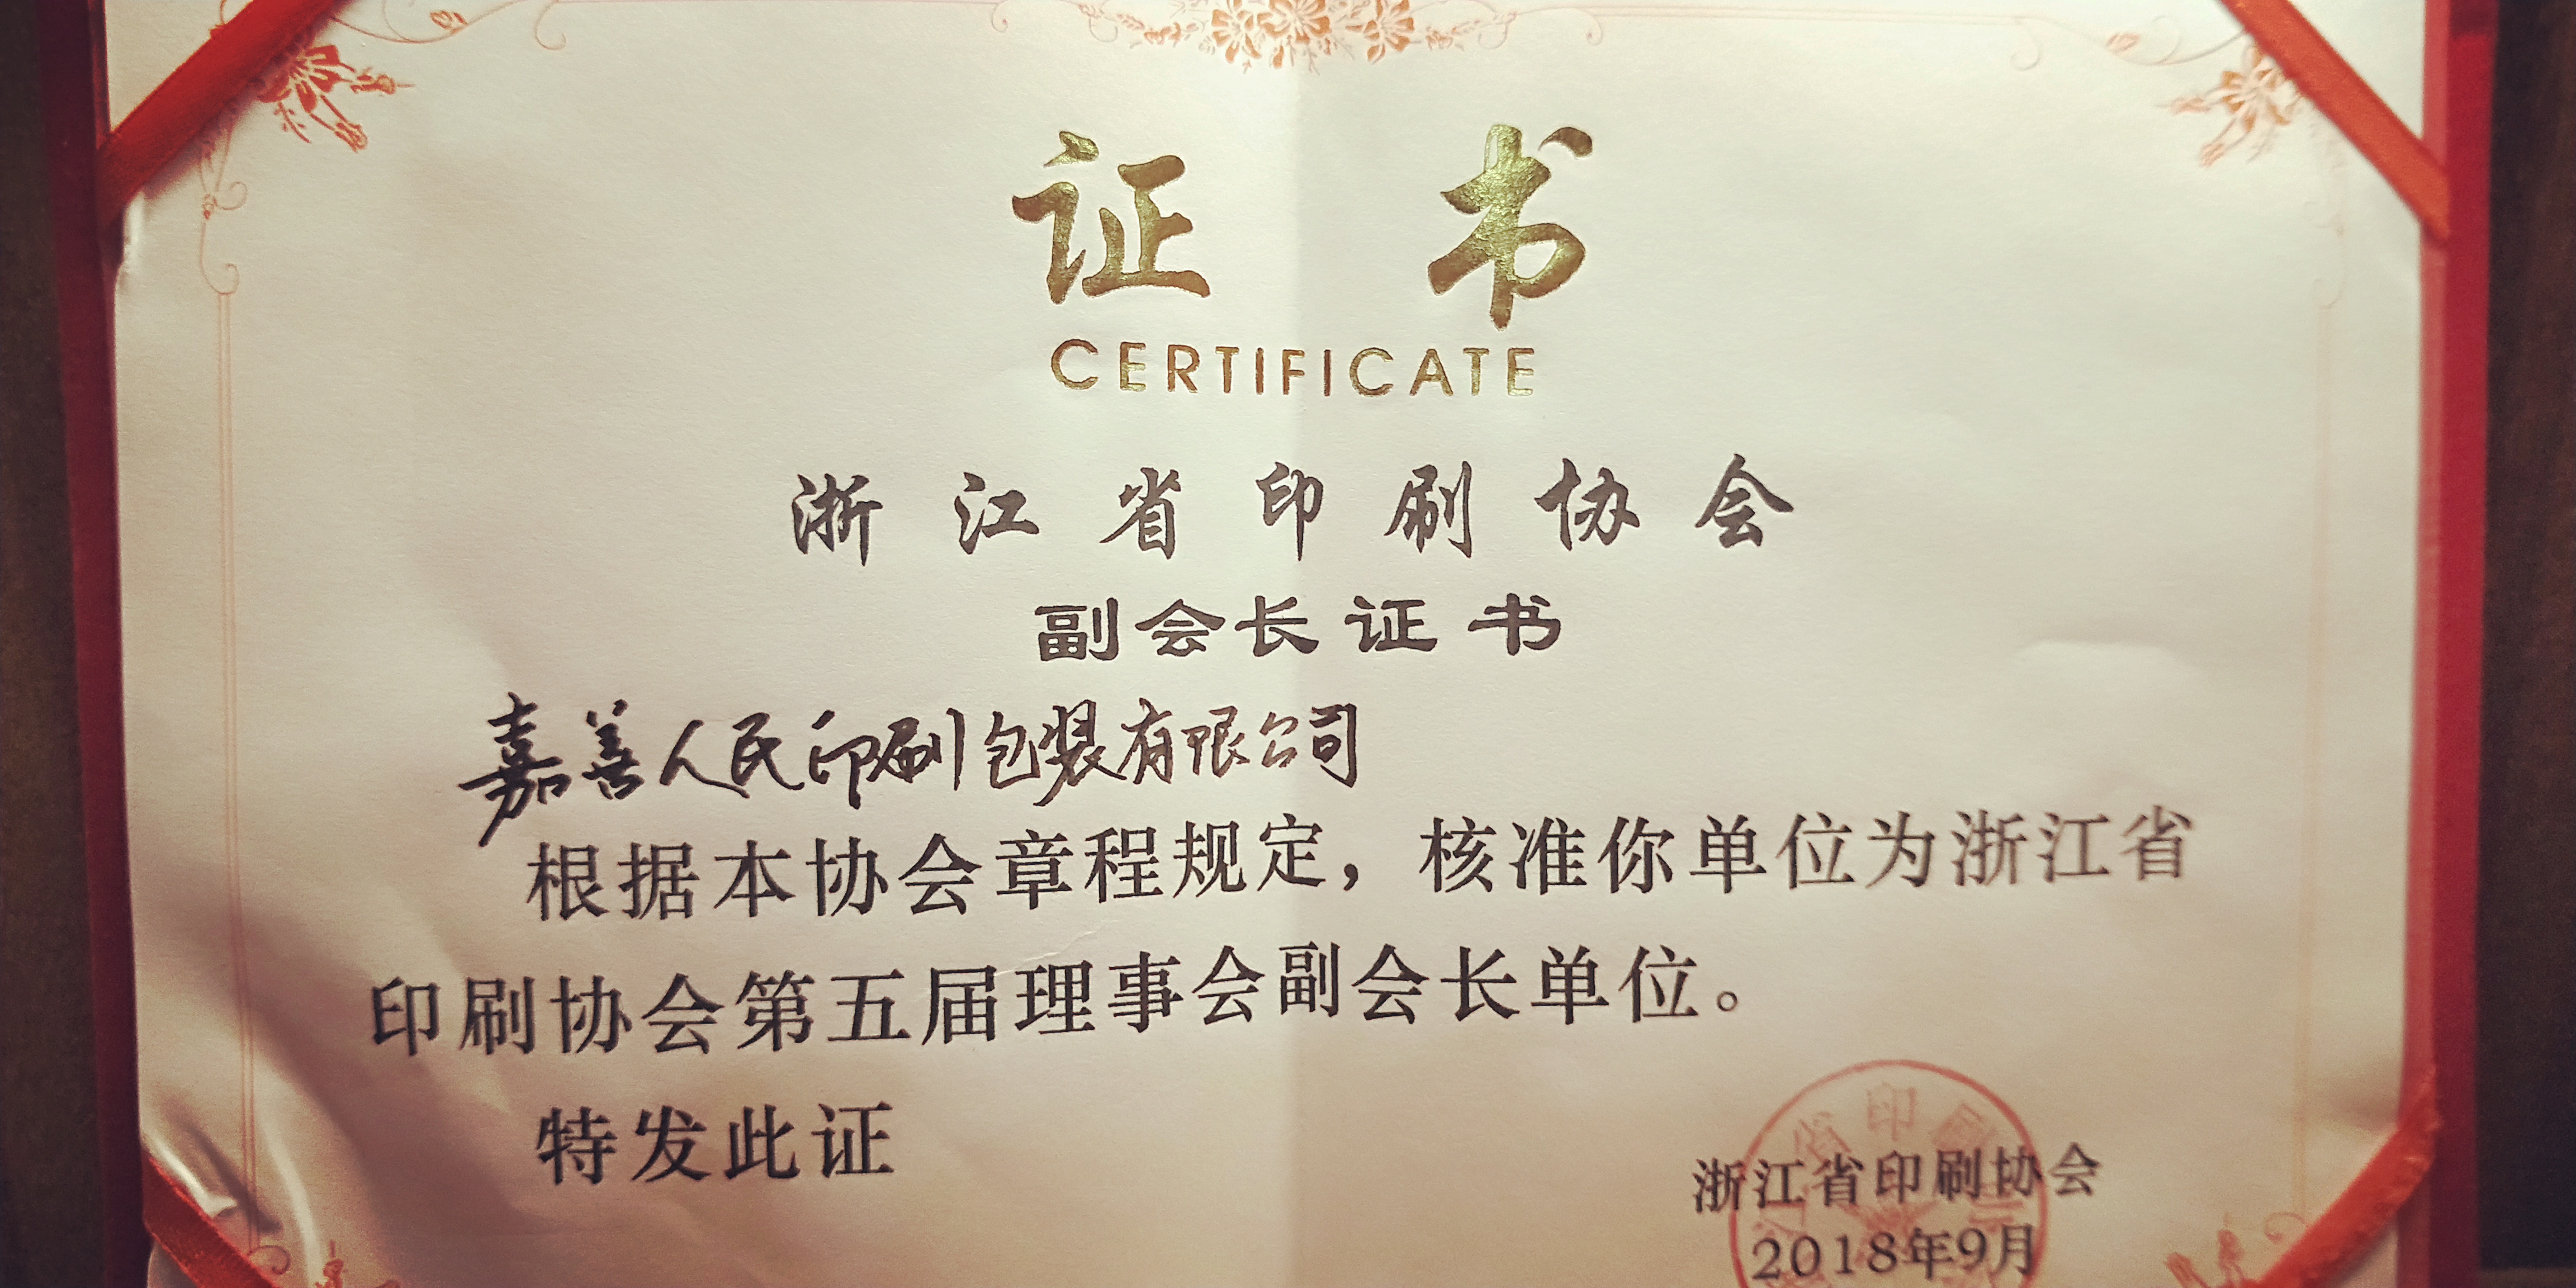 证书
CERTIFICATE
浙江省印刷协会
副会长证书
嘉善人民印刷包装有限公司
根据本协会章程规定，核准你单位为浙江省
印刷协会第五届理事会副会长单位。
特发此证
浙江省印刷协会
2018年9月